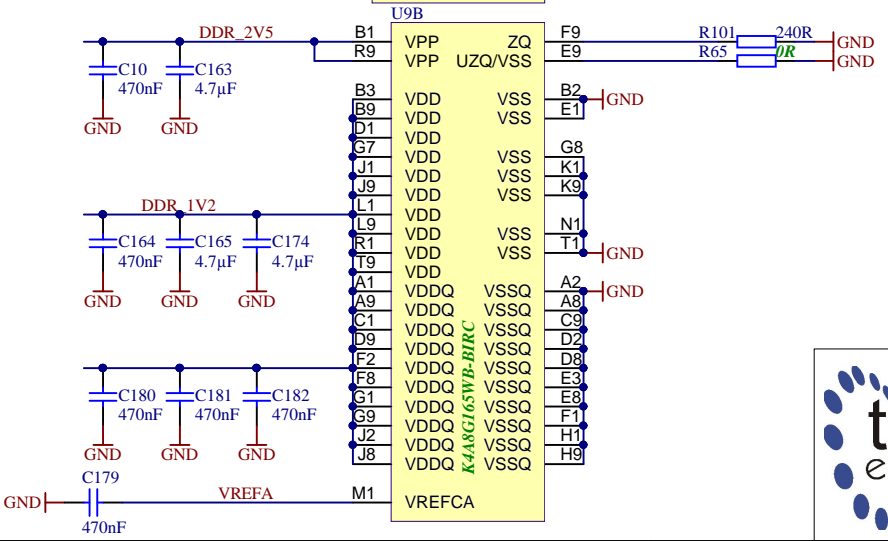 U9B
DDR_2V5
B1 VPP ZQ F9 R101 240R GND
R9 VPP UZQ/VSS E9 R65 0R GND
C10 470nF
C163 4.7µF
GND GND
B3 VDD VSS B2 GND
B9 VDD VSS E1
D1 VDD
G7 VDD VSS G8
J1 VDD VSS K1
J9 VDD VSS K9
DDR_1V2
L1 VDD
L9 VDD VSS N1
R1 VDD VSS T1 GND
T9 VDD
C164 470nF
C165 4.7µF
C174 4.7µF
GND GND GND
A1 VDDQ VSSQ A2 GND
A9 VDDQ VSSQ A8
C1 VDDQ VSSQ C9
D9 VDDQ VSSQ D2
F2 VDDQ VSSQ D8
F8 VDDQ VSSQ E3
G1 VDDQ VSSQ E8
G9 VDDQ VSSQ F1
J2 VDDQ VSSQ H1
J8 VDDQ VSSQ H9
K4A8G165WB-BIRC
C180 470nF
C181 470nF
C182 470nF
GND GND GND
C179
GND VREFA M1 VREFCA
470nF
t
e